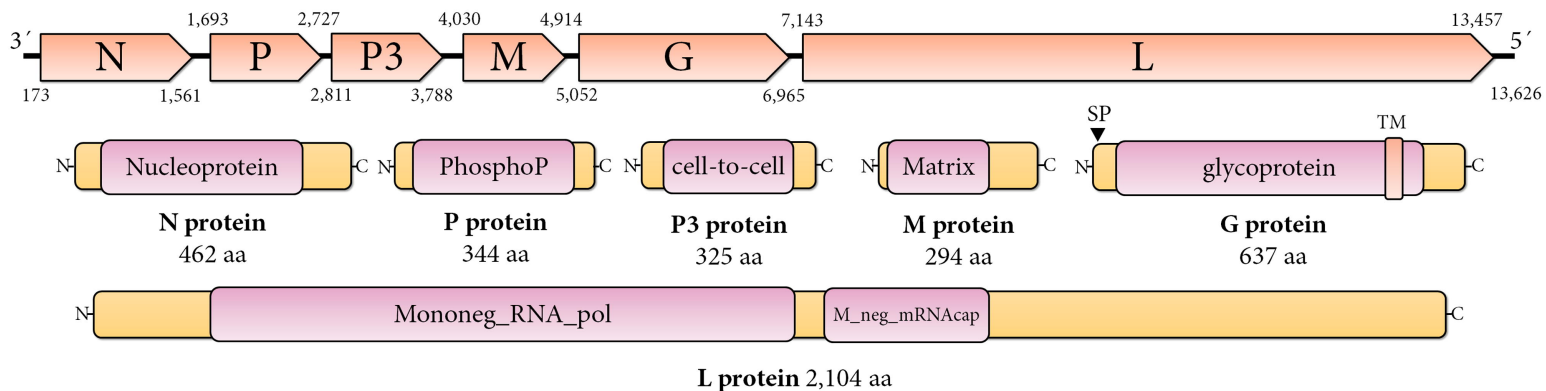 1,693 2,727 4,030 4,914 7,143 13,457
3´ N P P3 M G L 5´
173 1,561 2,811 3,788 5,052 6,965 13,626
SP TM
N Nucleoprotein C N PhosphoP C N cell-to-cell C N Matrix C N glycoprotein C
N protein P protein P3 protein M protein G protein
462 aa 344 aa 325 aa 294 aa 637 aa
N Mononeg_RNA_pol M_neg_mRNAcap C
L protein 2,104 aa